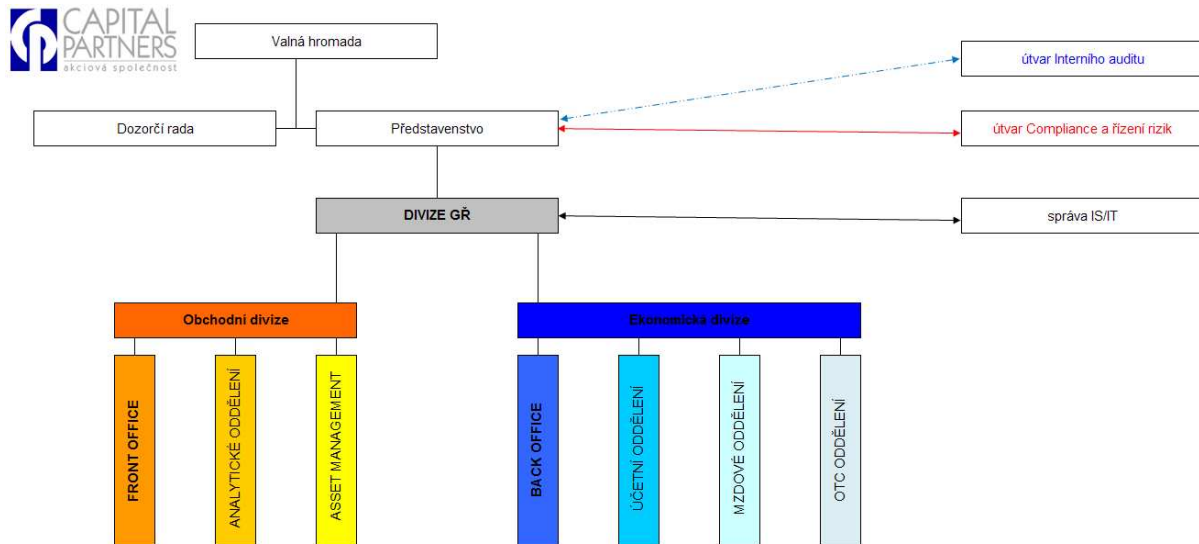 CAPITAL
PARTNERS
akciová společnost
Valná hromada
útvar Interního auditu
Dozorčí rada
Představenstvo
útvar Compliance a řízení rizik
DIVIZE GŘ
správa IS/IT
Obchodní divize
Ekonomická divize
FRONT OFFICE
ANALYTICKÉ ODDĚLENÍ
ASSET MANAGEMENT
BACK OFFICE
ÚČETNÍ ODDĚLENÍ
MZDOVÉ ODDĚLENÍ
OTC ODDĚLENÍ